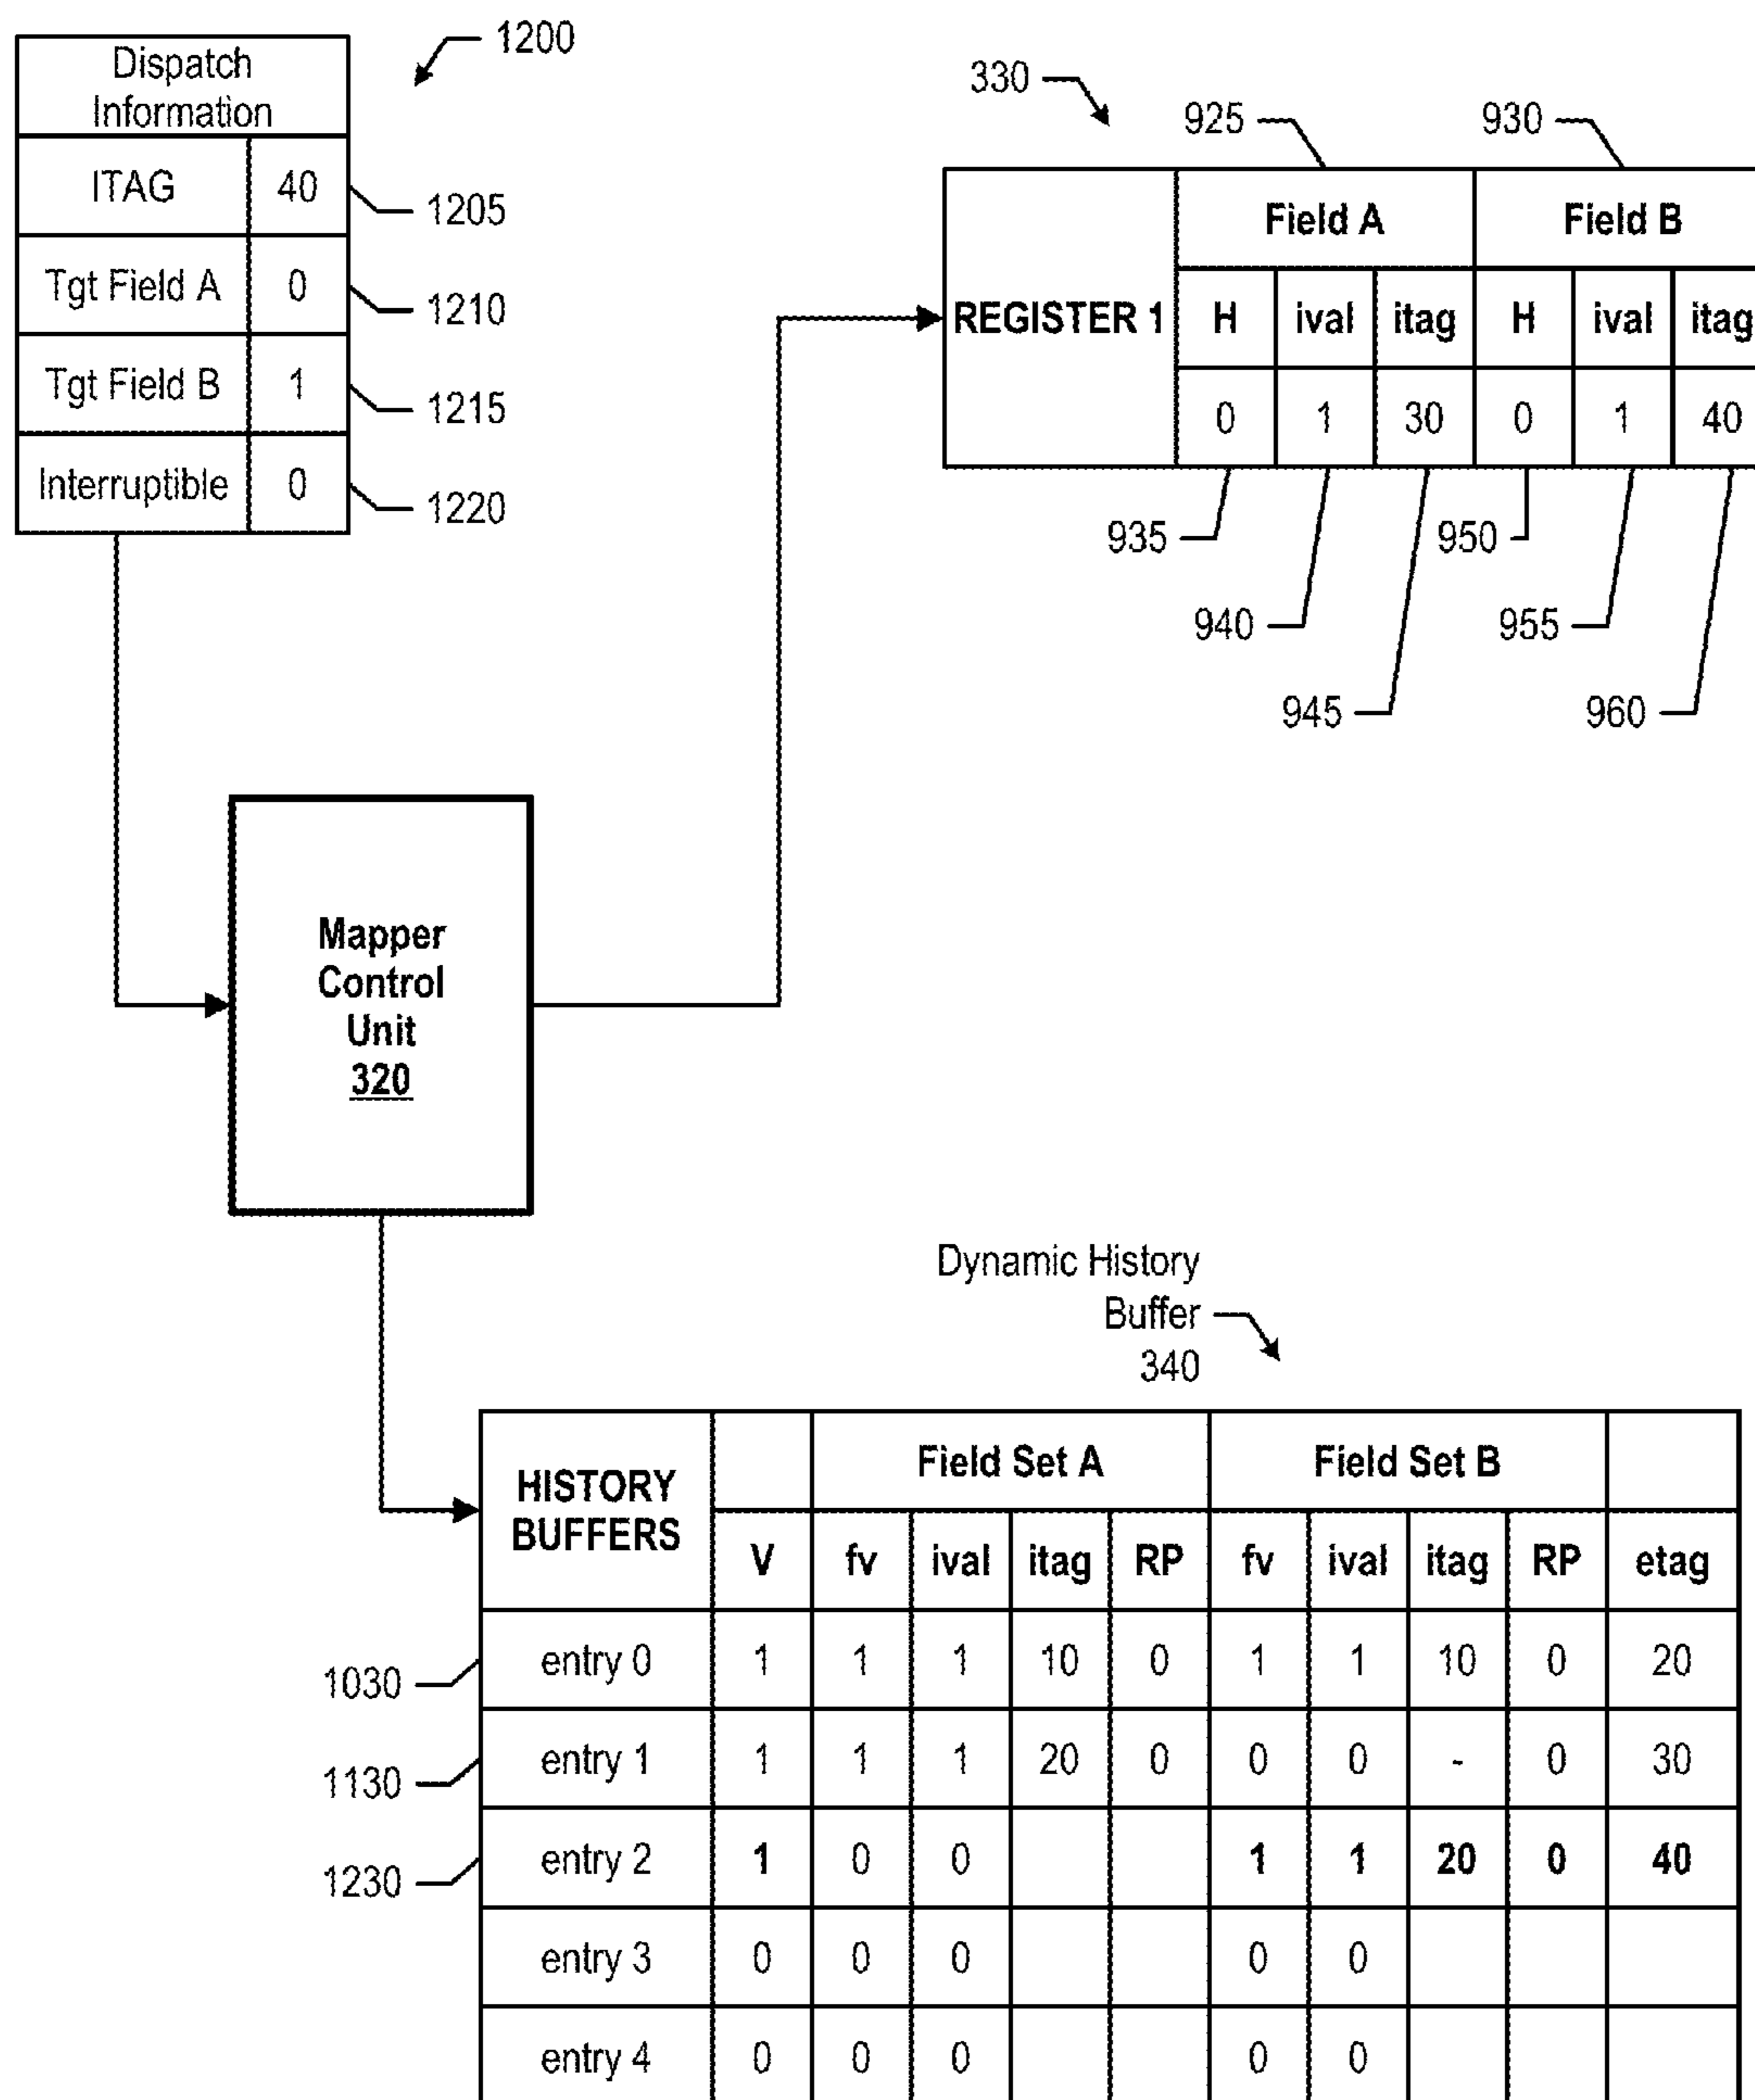 1200
Dispatch
Information
ITAG 40
1205
Tgt Field A 0
1210
Tgt Field B 1
1215
Interruptible 0
1220
330
925
930
REGISTER 1
Field A Field B
H ival itag H ival itag
0 1 30 0 1 40
935
950
940
955
945
960
Mapper
Control
Unit
320
Dynamic History
Buffer
340
HISTORY
BUFFERS
Field Set A Field Set B
V fv ival itag RP fv ival itag RP etag
1030 entry 0 1 1 1 10 0 1 1 10 0 20
1130 entry 1 1 1 1 20 0 0 0 - 0 30
1230 entry 2 1 0 0 1 1 20 0 40
entry 3 0 0 0 0 0
entry 4 0 0 0 0 0